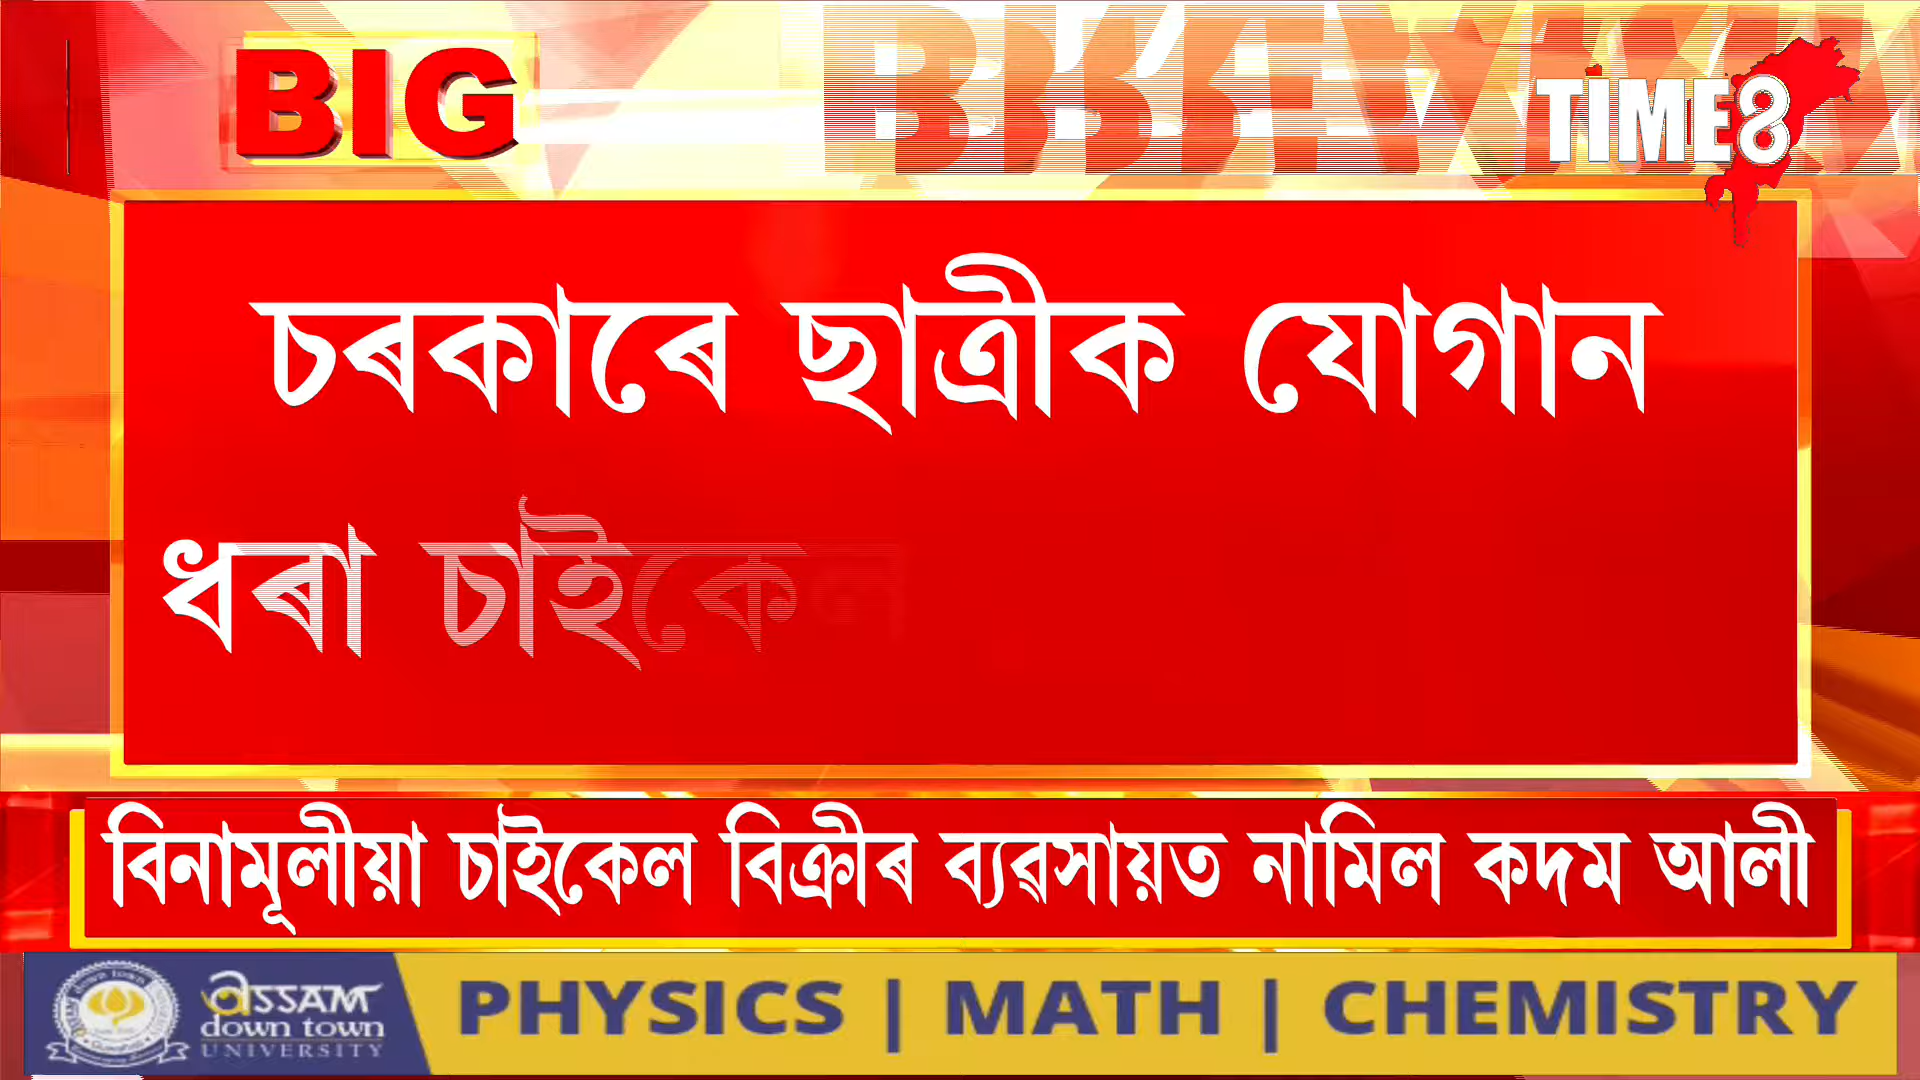 BIG
TIME8
চৰকাৰে ছাত্ৰীক যোগান
ধৰা চাইকেল
বিনামূলীয়া চাইকেল বিক্ৰীৰ ব্যৱসায়ত নামিল কদম আলী
assam
down town
UNIVERSITY
PHYSICS | MATH | CHEMISTRY